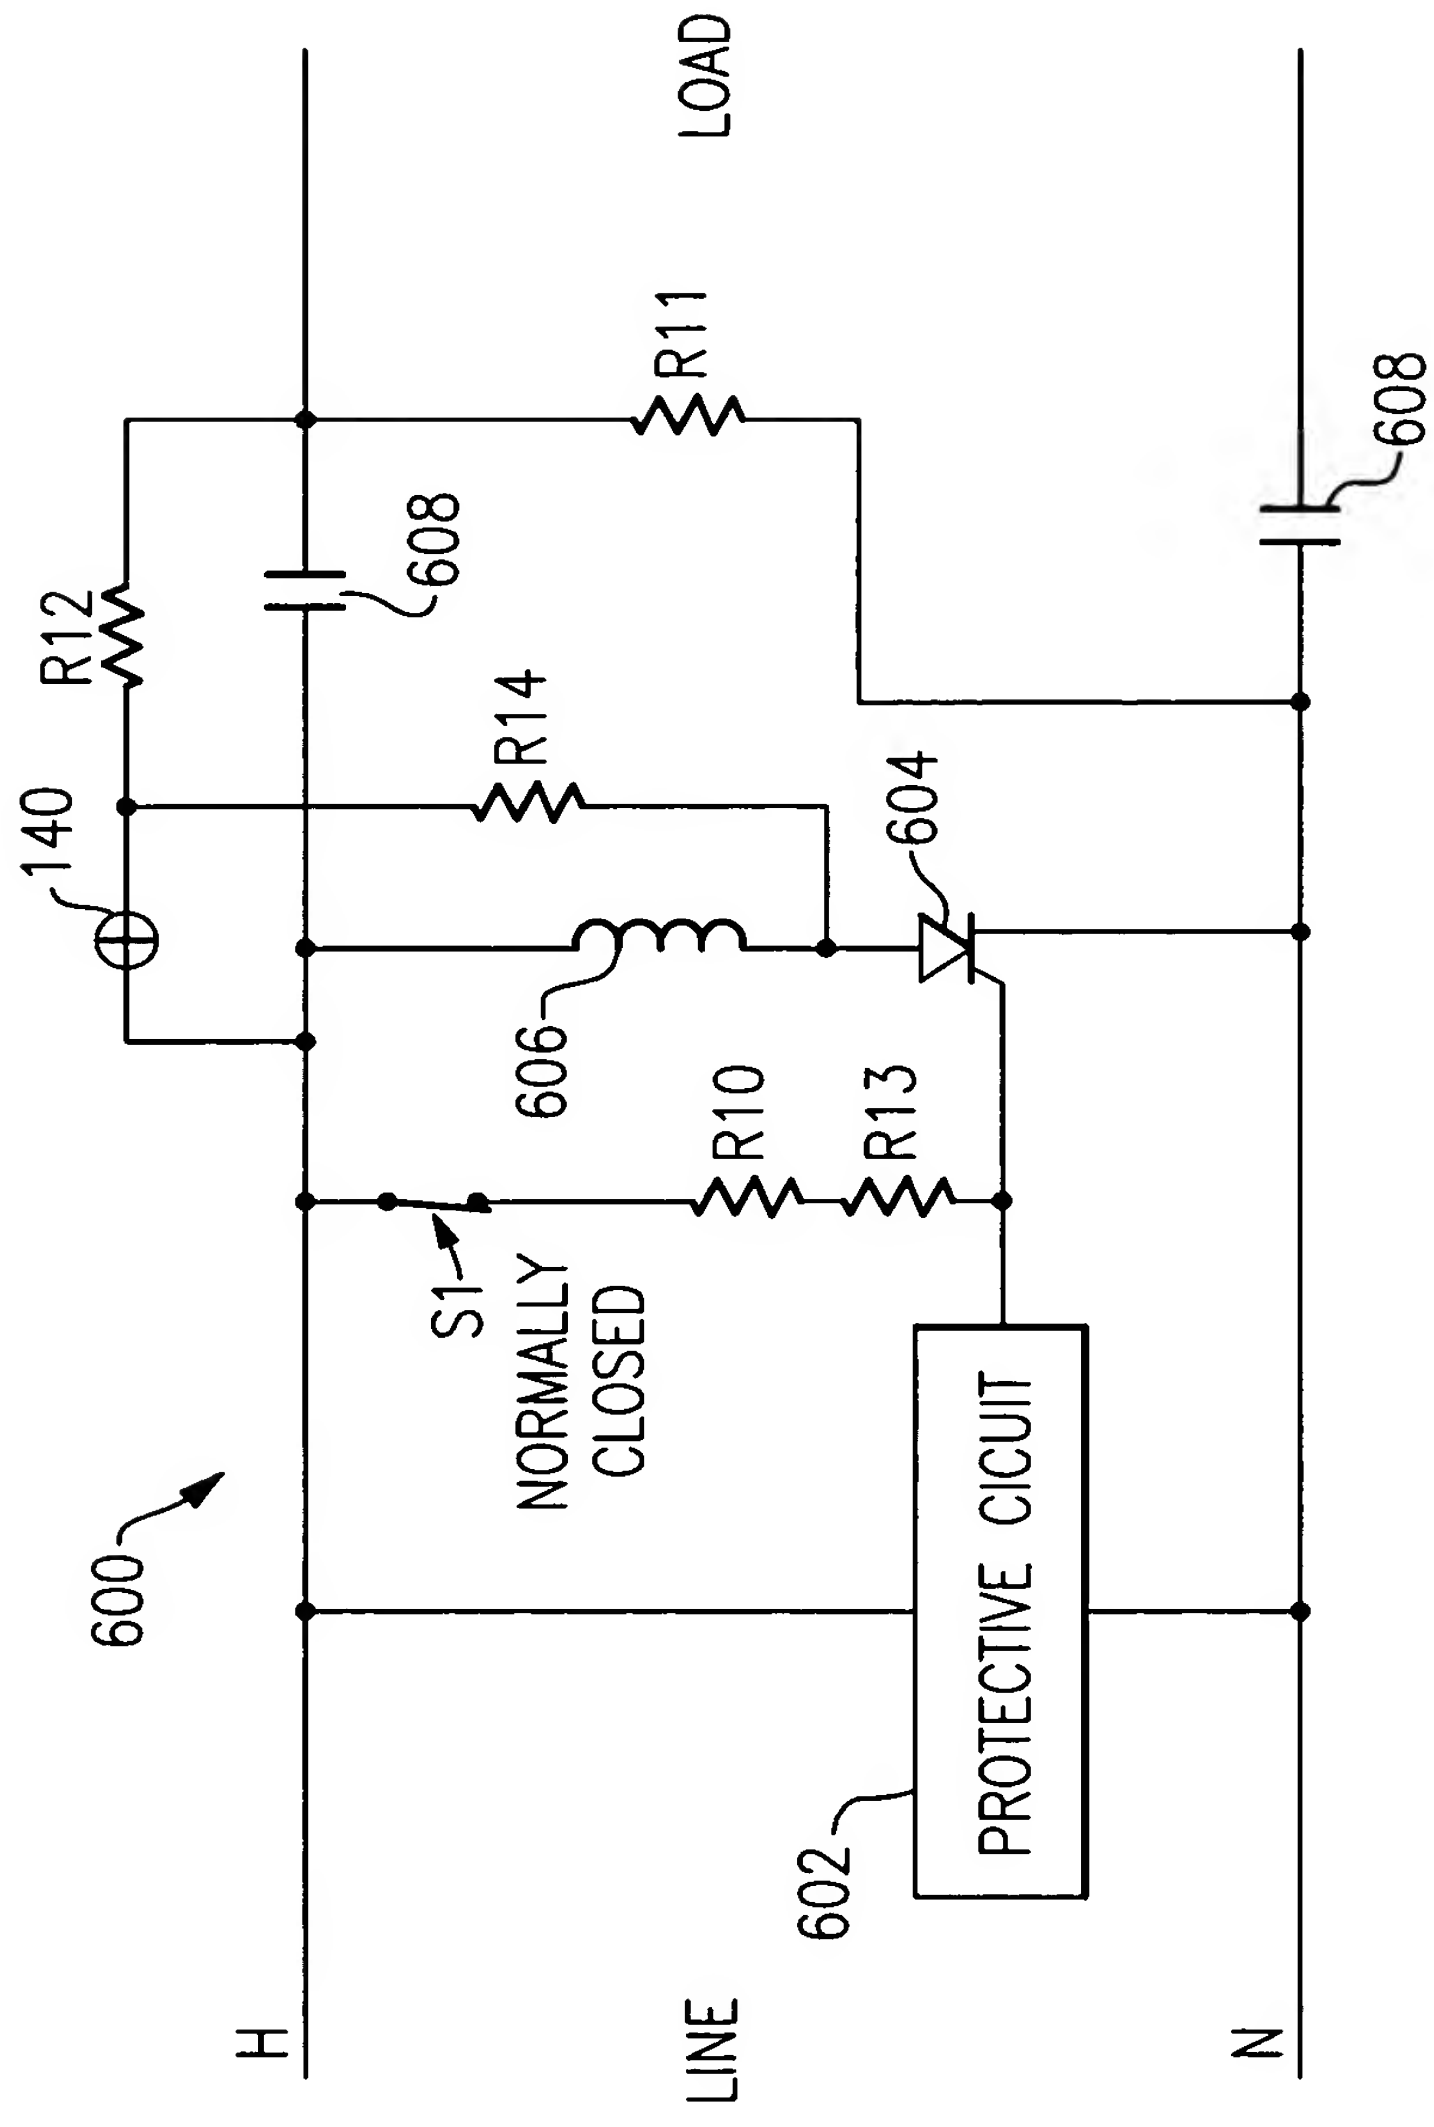 600
H
LINE
N
602
PROTECTIVE CICUIT
S1
NORMALLY
CLOSED
R10
R13
606
604
140
R14
R12
608
R11
608
LOAD